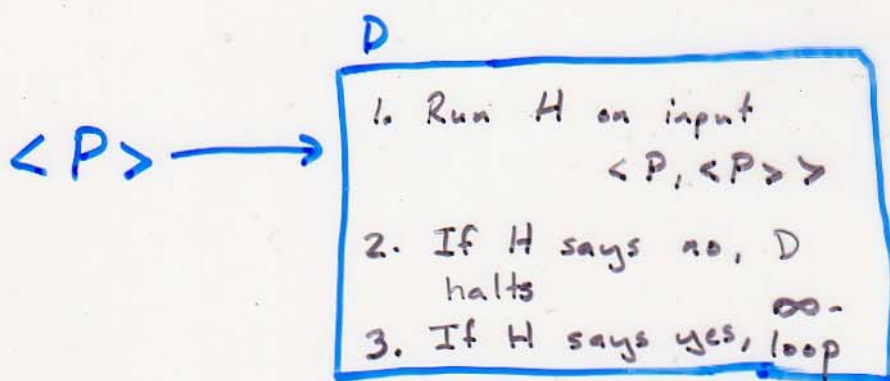 D
<P>
1. Run H on input
<P, <P>>
2. If H says no, D
halts
3. If H says yes, ∞-
loop